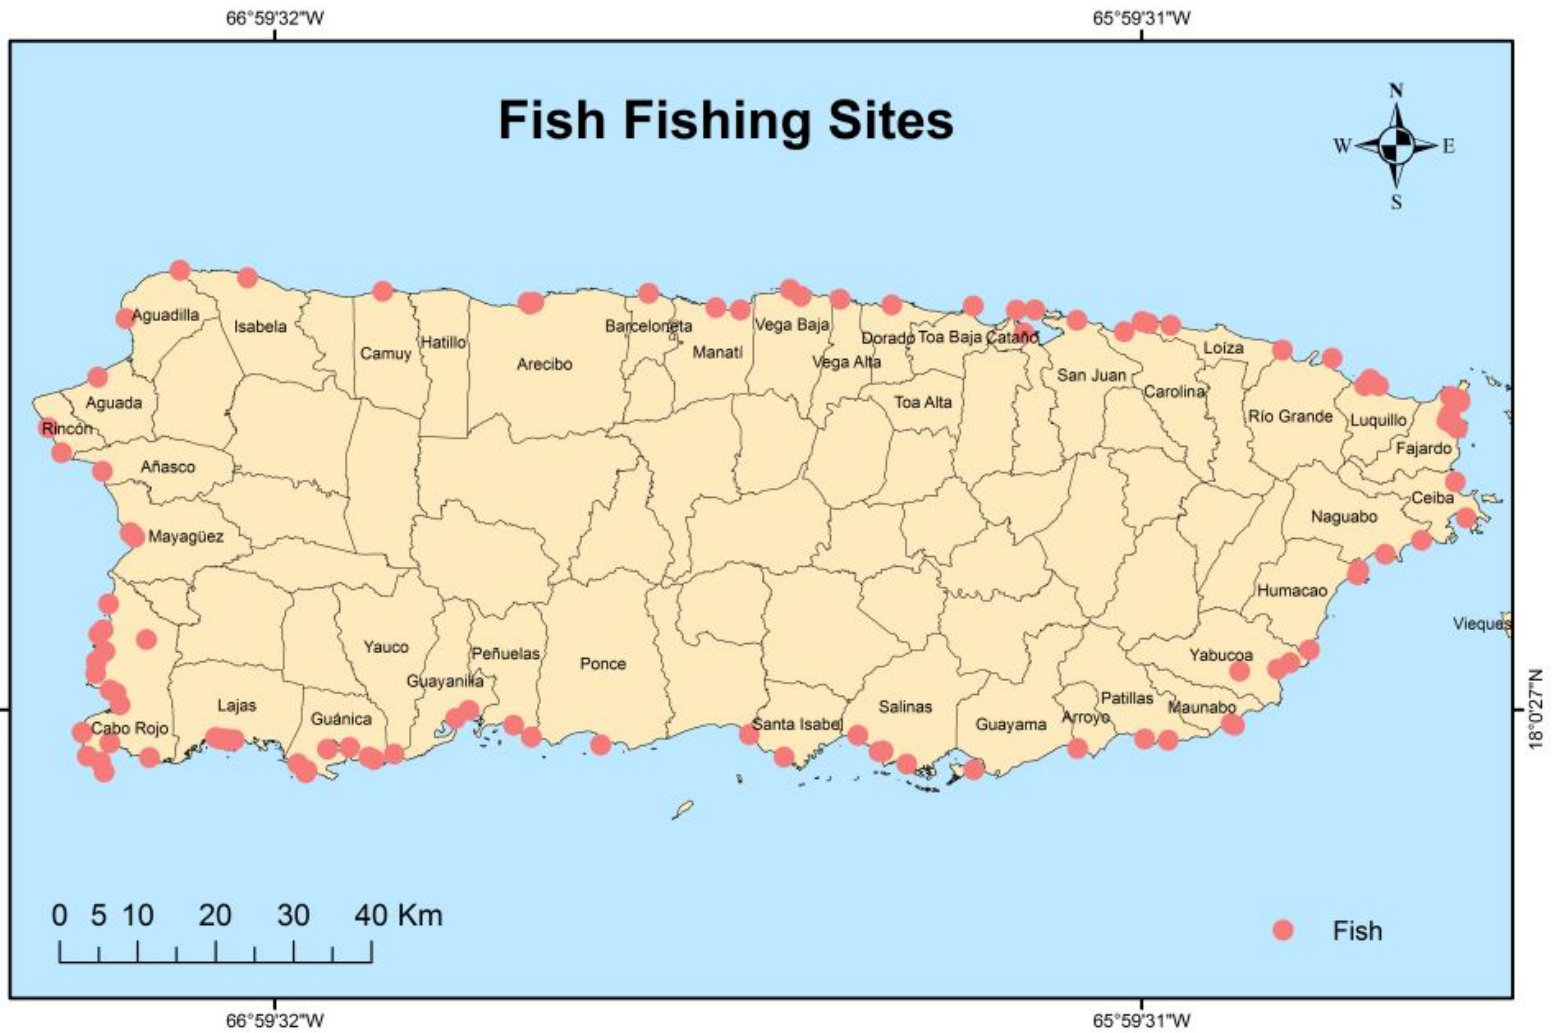 66°59'32"W
65°59'31"W
Fish Fishing Sites
N
W
E
S
Aguadilla
Isabela
Camuy
Hatillo
Arecibo
Barceloneta
Manatí
Vega Baja
Vega Alta
Dorado
Toa Baja
Cataño
Toa Alta
San Juan
Carolina
Loíza
Río Grande
Luquillo
Fajardo
Ceiba
Naguabo
Humacao
Vieques
Aguada
Rincón
Añasco
Mayagüez
Yauco
Guayanilla
Peñuelas
Ponce
Yabucoa
Lajas
Guánica
Cabo Rojo
Santa Isabel
Salinas
Guayama
Arroyo
Patillas
Maunabo
18°0'27"N
0 5 10 20 30 40 Km
Fish
66°59'32"W
65°59'31"W